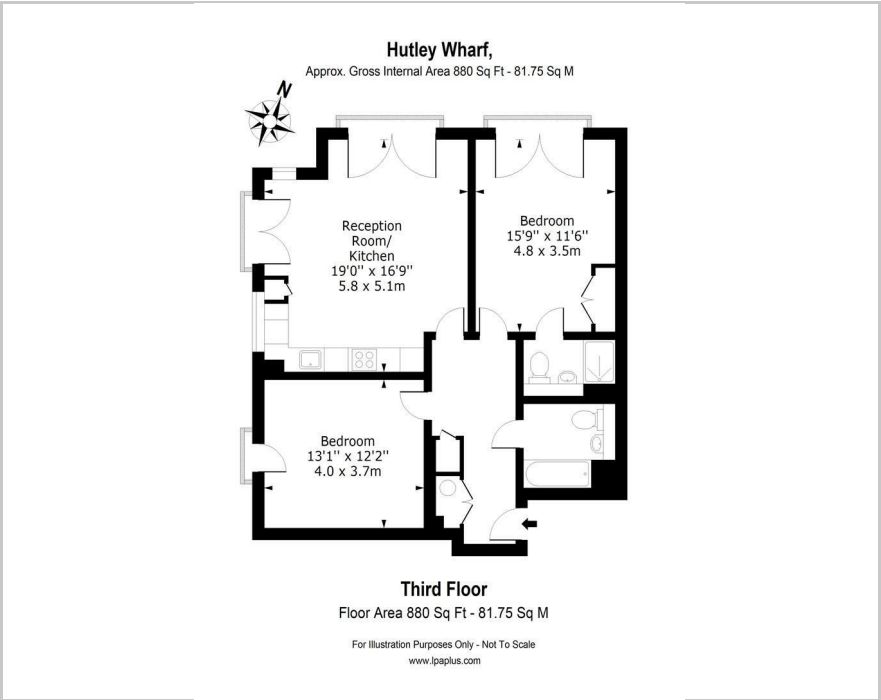 Hutley Wharf,
Approx. Gross Internal Area 880 Sq Ft - 81.75 Sq M
N
Reception
Room/
Kitchen
19'0" x 16'9"
5.8 x 5.1m
Bedroom
15'9" x 11'6"
4.8 x 3.5m
Bedroom
13'1" x 12'2"
4.0 x 3.7m
Third Floor
Floor Area 880 Sq Ft - 81.75 Sq M
For Illustration Purposes Only - Not To Scale
www.lpaplus.com